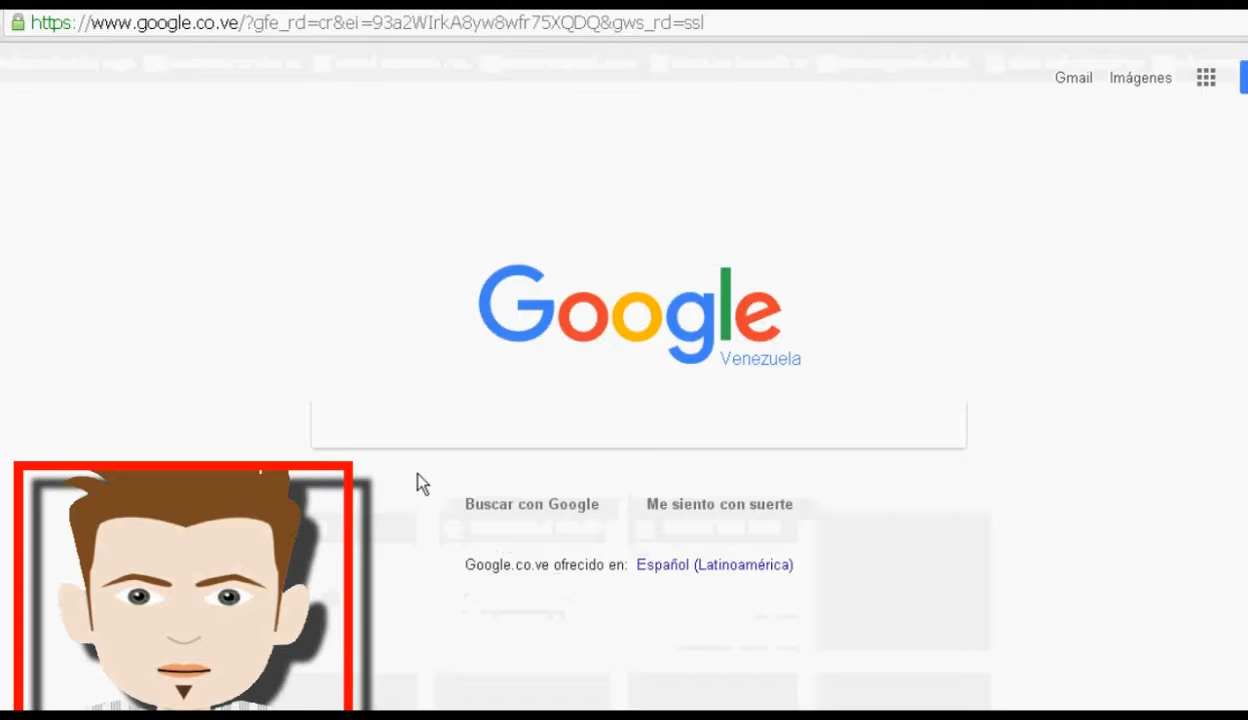 https://www.google.co.ve/?gfe_rd=cr&ei=93a2WIrkA8yw8wfr75XQDQ&gws_rd=ssl
Gmail Imágenes
Google
Venezuela
Buscar con Google Me siento con suerte
Google.co.ve ofrecido en: Español (Latinoamérica)